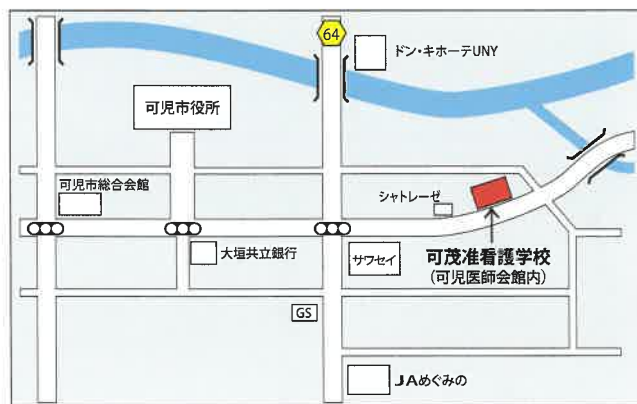 64
ドン・キホーテUNY
可児市役所
可児市総合会館
シャトレーゼ
大垣共立銀行
サワセイ
可茂准看護学校
(可児医師会館内)
GS
JAめぐみの